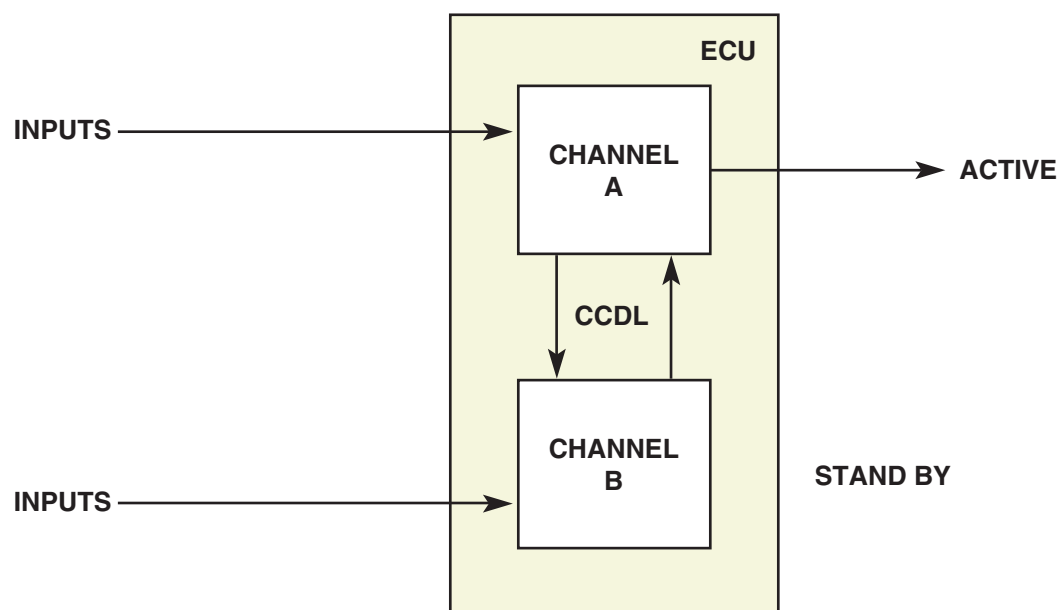 ECU
INPUTS
CHANNEL
A
ACTIVE
CCDL
CHANNEL
B
STAND BY
INPUTS